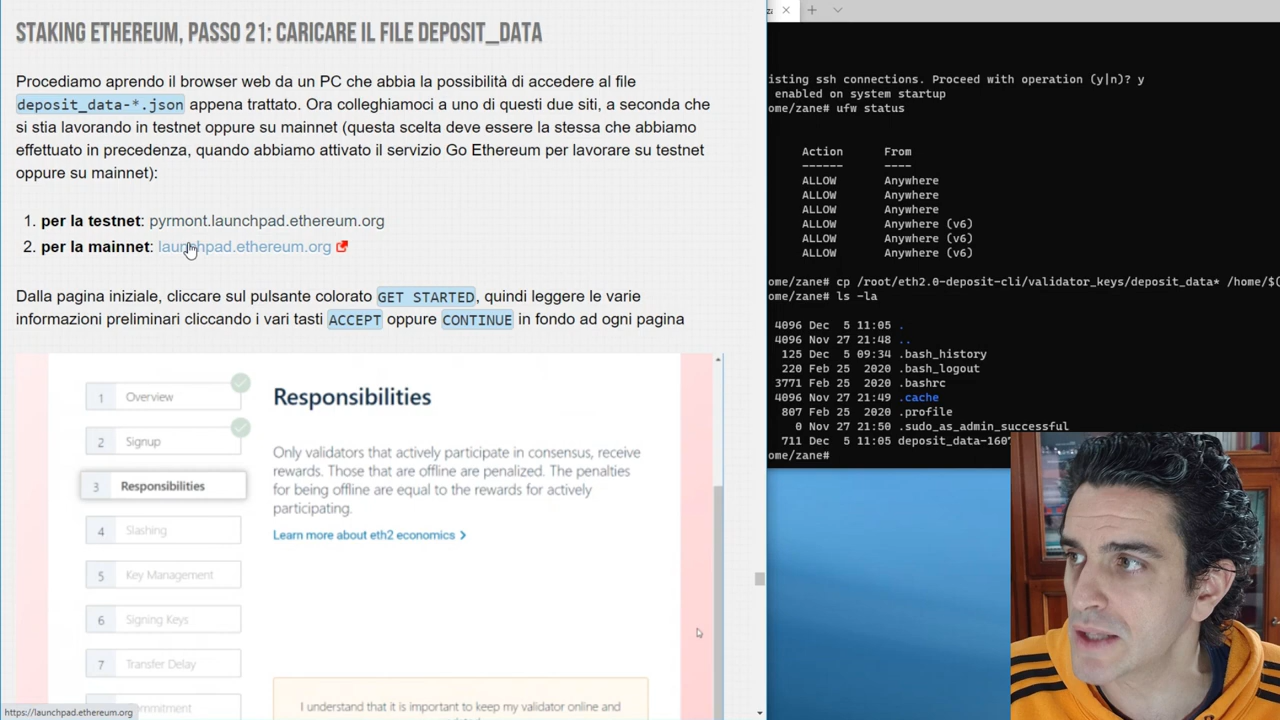 STAKING ETHEREUM, PASSO 21: CARICARE IL FILE DEPOSIT_DATA
Procediamo aprendo il browser web da un PC che abbia la possibilità di accedere al file
deposit_data-*.json appena trattato. Ora colleghiamoci a uno di questi due siti, a seconda che
si stia lavorando in testnet oppure su mainnet (questa scelta deve essere la stessa che abbiamo
effettuato in precedenza, quando abbiamo attivato il servizio Go Ethereum per lavorare su testnet
oppure su mainnet):
1. per la testnet: pyrmont.launchpad.ethereum.org
2. per la mainnet: launchpad.ethereum.org
Dalla pagina iniziale, cliccare sul pulsante colorato GET STARTED, quindi leggere le varie
informazioni preliminari cliccando i vari tasti ACCEPT oppure CONTINUE in fondo ad ogni pagina
1 Overview
2 Signup
3 Responsibilities
4 Slashing
5 Key Management
6 Signing Keys
7 Transfer Delay
Responsibilities
Only validators that actively participate in consensus, receive
rewards. Those that are offline are penalized. The penalties
for being offline are equal to the rewards for actively
participating.
Learn more about eth2 economics >
I understand that it is important to keep my validator online and
https://launchpad.ethereum.org
isting ssh connections. Proceed with operation (y|n)? y
enabled on system startup
ome/zane# ufw status
Action From
------ ----
ALLOW Anywhere
ALLOW Anywhere
ALLOW Anywhere
ALLOW Anywhere (v6)
ALLOW Anywhere (v6)
ALLOW Anywhere (v6)
ome/zane# cp /root/eth2.0-deposit-cli/validator_keys/deposit_data* /home/$(
ome/zane# ls -la
4096 Dec 5 11:05 .
4096 Nov 27 21:48 ..
125 Dec 5 09:34 .bash_history
220 Feb 25 2020 .bash_logout
3771 Feb 25 2020 .bashrc
4096 Nov 27 21:49 .cache
807 Feb 25 2020 .profile
0 Nov 27 21:50 .sudo_as_admin_successful
711 Dec 5 11:05 deposit_data-160
ome/zane#